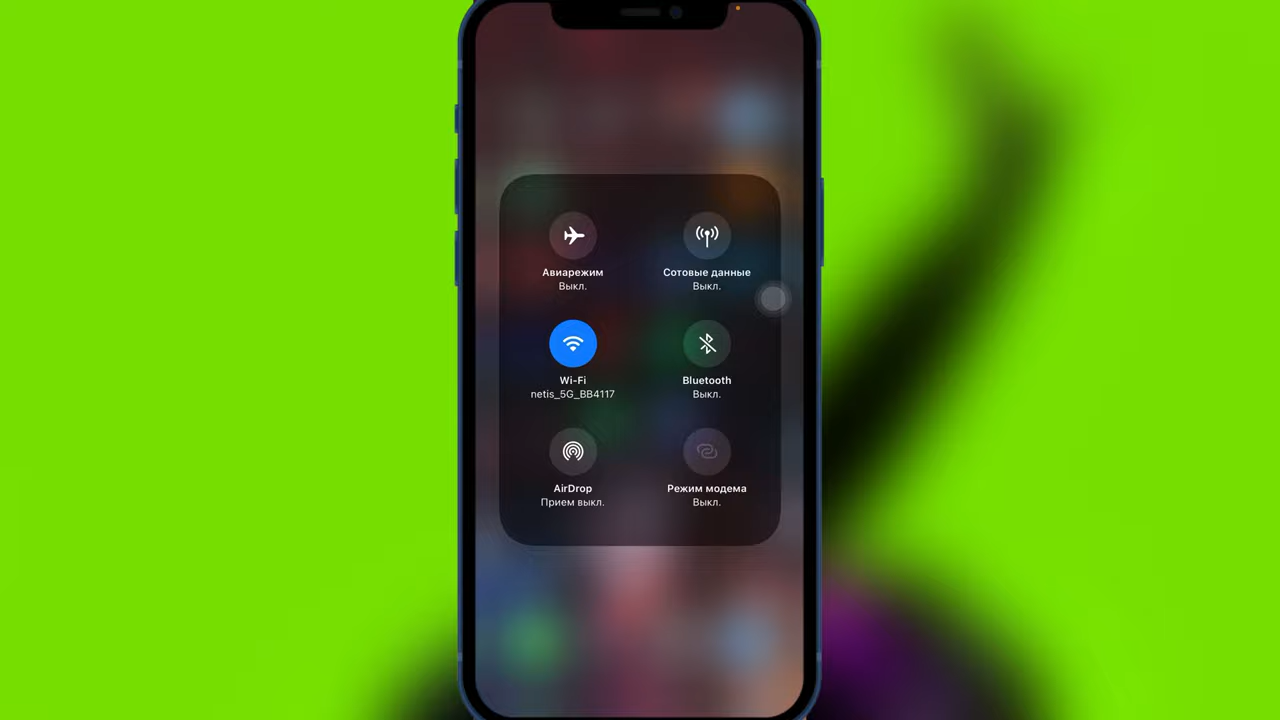 Авиарежим
Выкл.
Сотовые данные
Выкл.
Wi-Fi
netis_5G_BB4117
Bluetooth
Выкл.
AirDrop
Прием выкл.
Режим модема
Выкл.